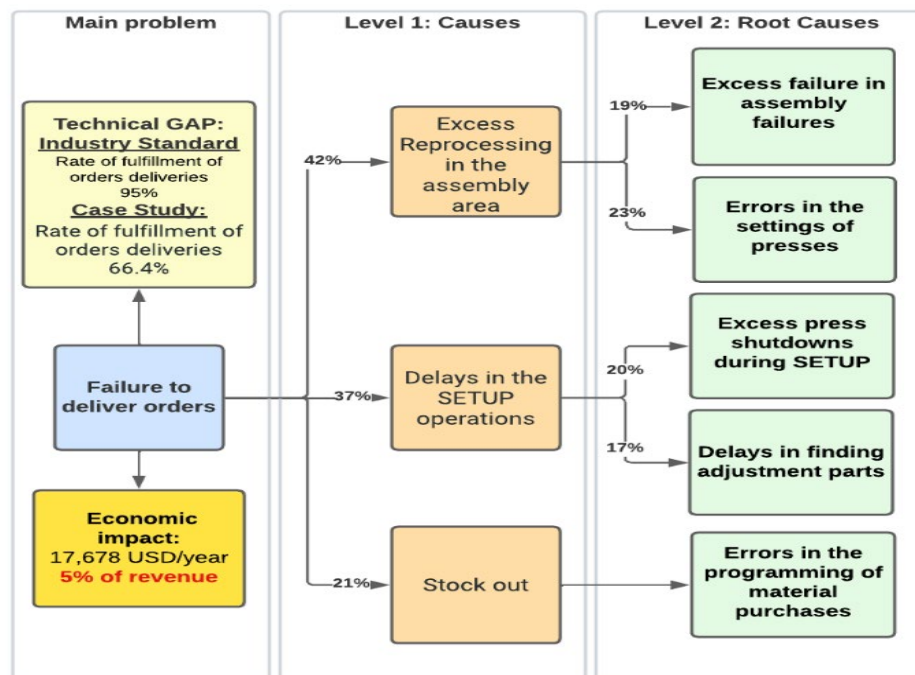 Main problem
Level 1: Causes
Level 2: Root Causes
Technical GAP:
Industry Standard
Rate of fulfillment of
orders deliveries
95%
Case Study:
Rate of fulfillment of
orders deliveries
66.4%
Failure to
deliver orders
Economic
impact:
17,678 USD/year
5% of revenue
42%
Excess
Reprocessing
in the
assembly
area
37%
Delays in the
SETUP
operations
21%
Stock out
19%
Excess failure in
assembly
failures
23%
Errors in the
settings of
presses
20%
Excess press
shutdowns
during SETUP
17%
Delays in finding
adjustment parts
Errors in the
programming of
material
purchases